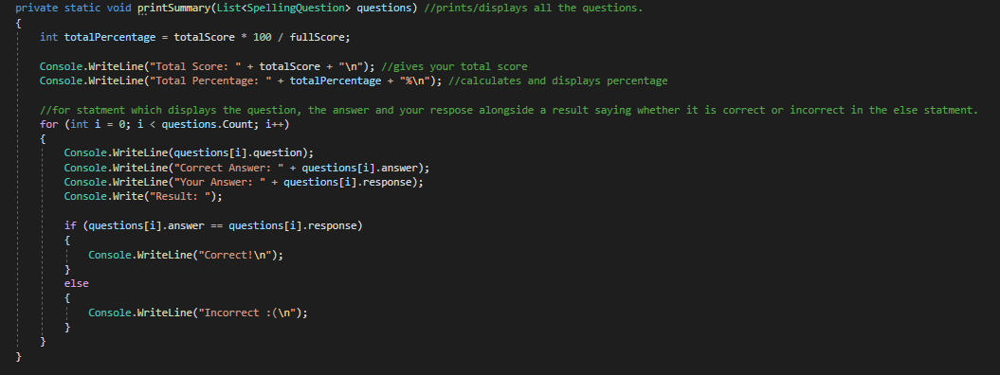 private static void printSummary(List<SpellingQuestion> questions) //prints/displays all the questions.
{
int totalPercentage = totalScore * 100 / fullScore;
Console.WriteLine("Total Score: " + totalScore + "\n"); //gives your total score
Console.WriteLine("Total Percentage: " + totalPercentage + "%\n"); //calculates and displays percentage
//for statment which displays the question, the answer and your respose alongside a result saying whether it is correct or incorrect in the else statment.
for (int i = 0; i < questions.Count; i++)
{
Console.WriteLine(questions[i].question);
Console.WriteLine("Correct Answer: " + questions[i].answer);
Console.WriteLine("Your Answer: " + questions[i].response);
Console.Write("Result: ");
if (questions[i].answer == questions[i].response)
{
Console.WriteLine("Correct!\n");
}
else
{
Console.WriteLine("Incorrect :(\n");
}
}
}